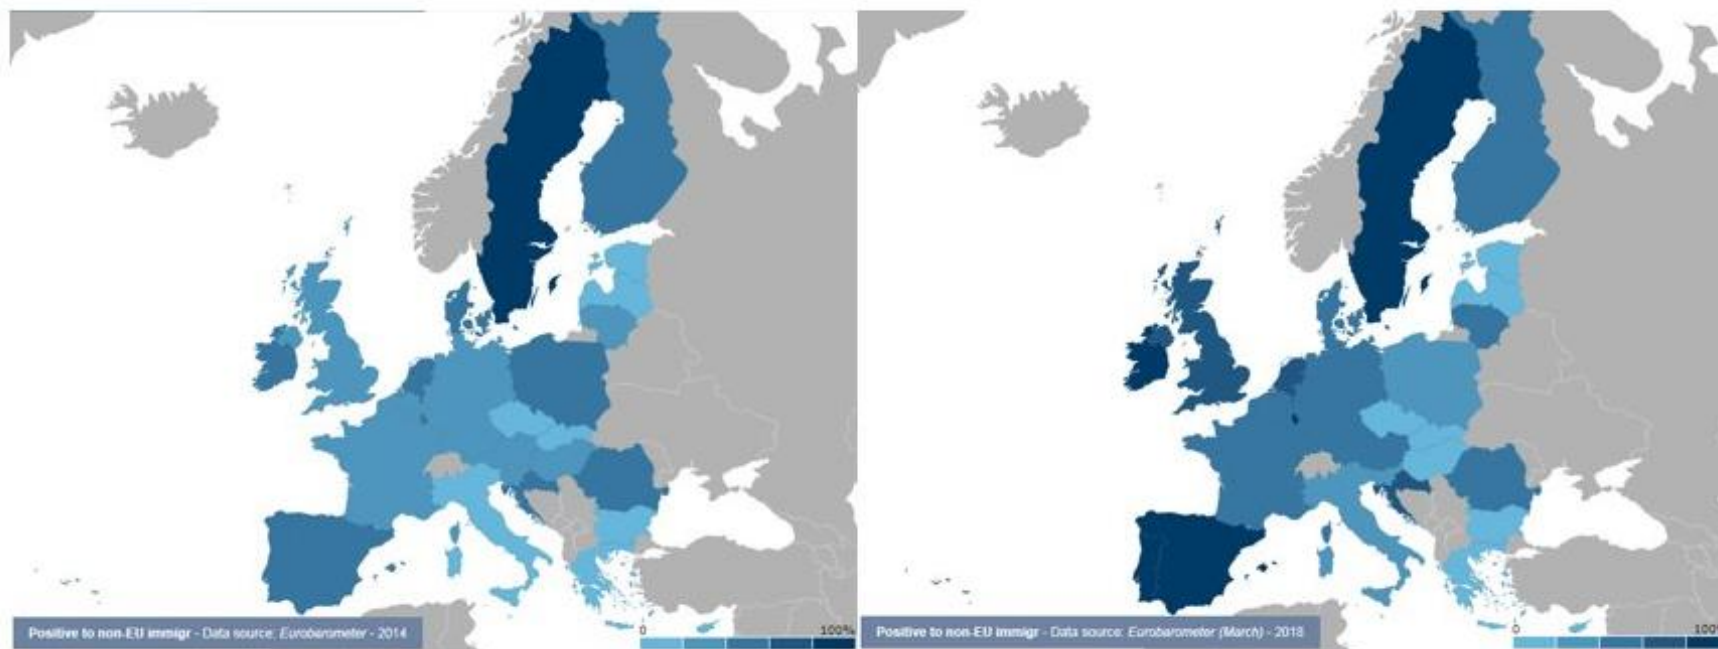 Positive to non-EU immigr - Data source: Eurobarometer - 2014
0 100%
Positive to non-EU immigr - Data source: Eurobarometer (March) - 2018
0 100